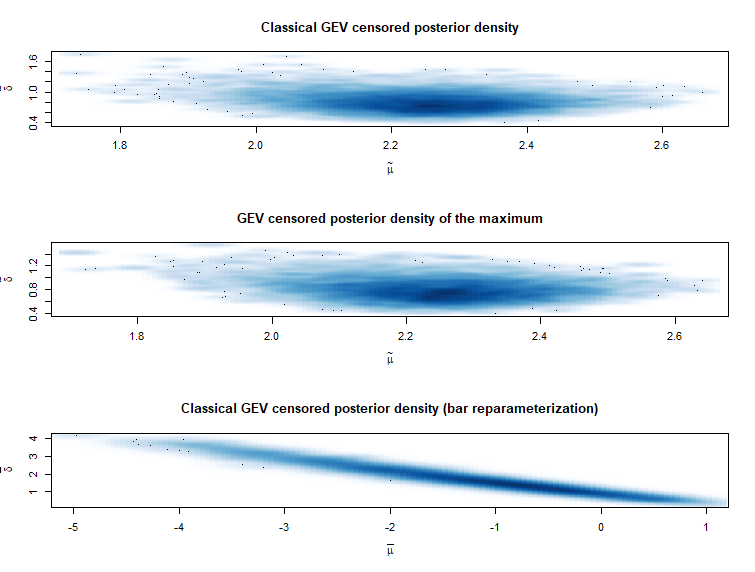 Classical GEV censored posterior density
δ̃
1.6
1.0
0.4
1.8 2.0 2.2 2.4 2.6
μ̃
GEV censored posterior density of the maximum
δ̃
1.2
0.8
0.4
1.8 2.0 2.2 2.4 2.6
μ̃
Classical GEV censored posterior density (bar reparameterization)
δ̄
4
3
2
1
-5 -4 -3 -2 -1 0 1
μ̄